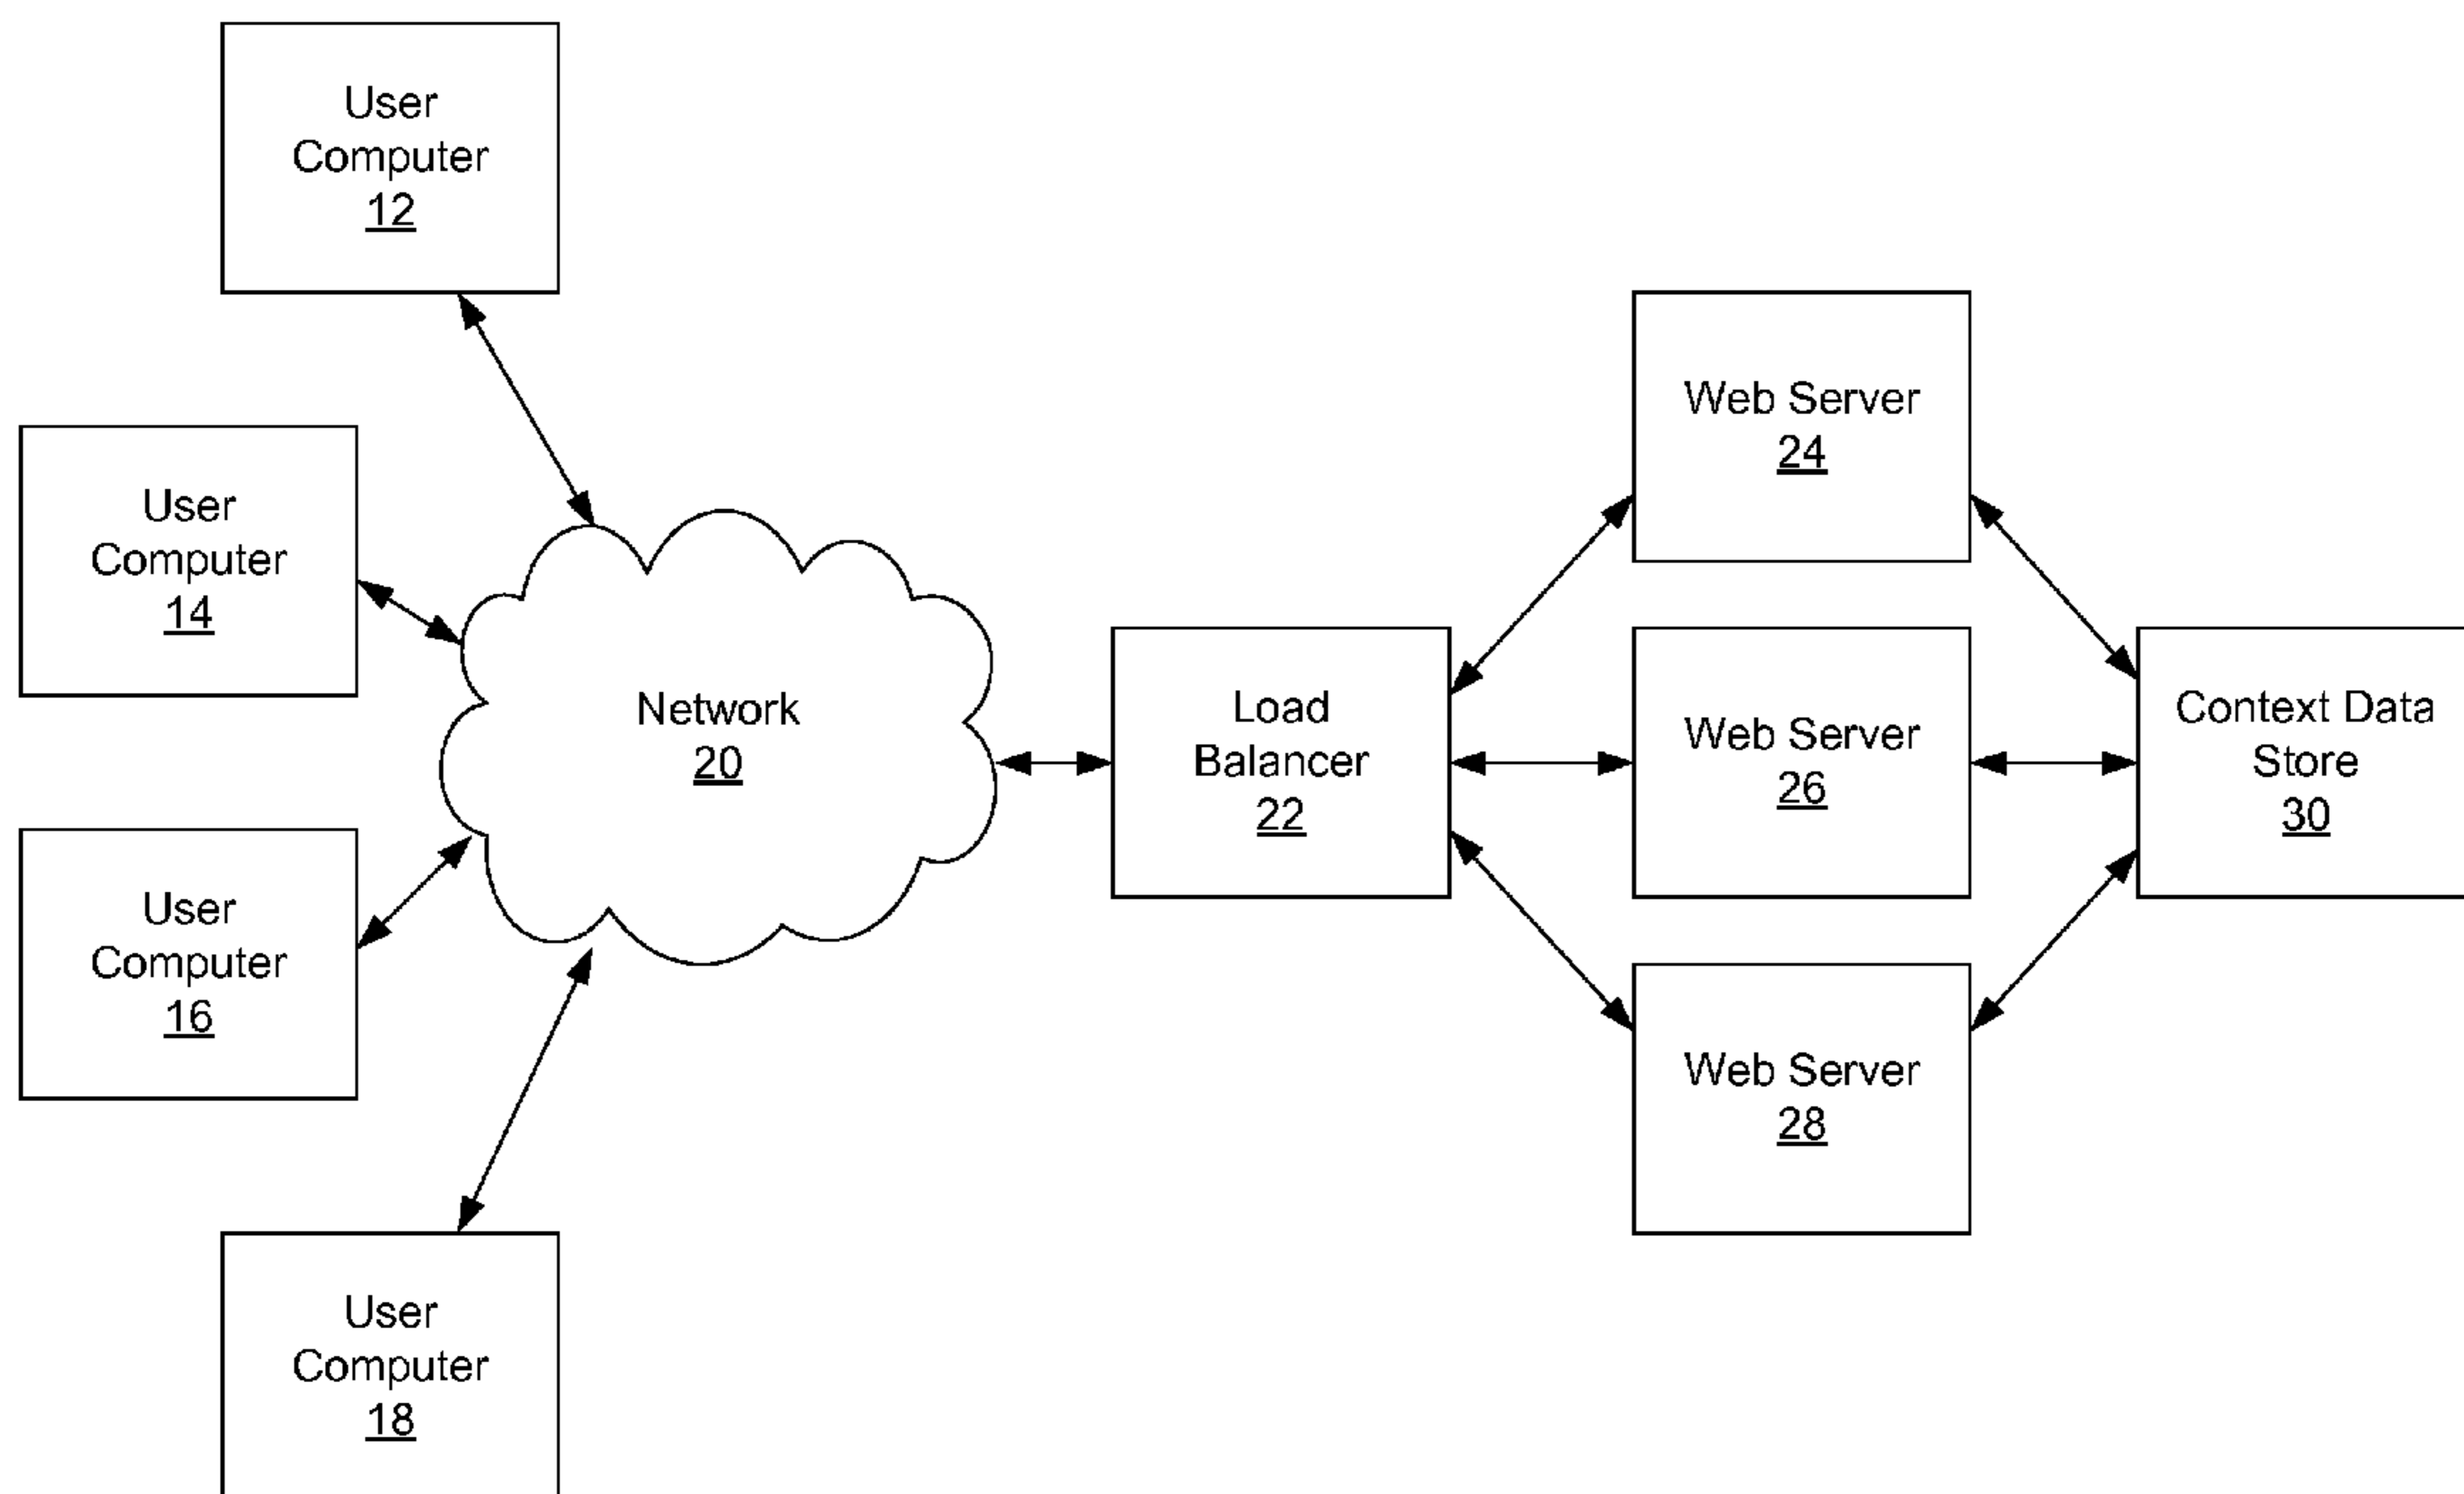 User
Computer
12
User
Computer
14
User
Computer
16
User
Computer
18
Network
20
Load
Balancer
22
Web Server
24
Web Server
26
Web Server
28
Context Data
Store
30